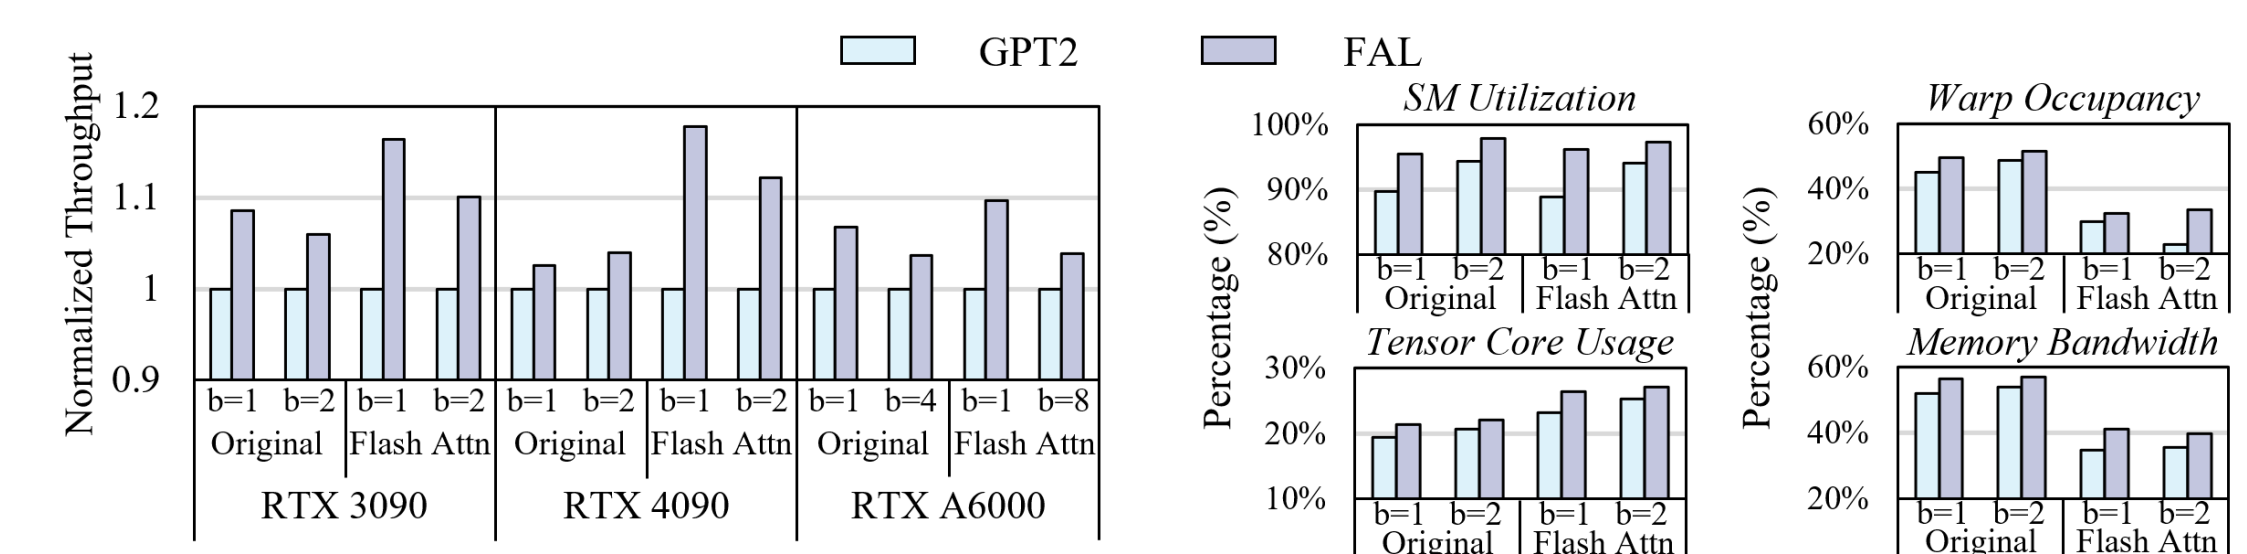 GPT2 FAL
Normalized Throughput
1.2
1.1
1
0.9
b=1 b=2 b=1 b=2 b=1 b=2 b=1 b=2 b=1 b=4 b=1 b=8
Original Flash Attn Original Flash Attn Original Flash Attn
RTX 3090 RTX 4090 RTX A6000
Percentage (%)
SM Utilization
100%
90%
80%
b=1 b=2 b=1 b=2
Original Flash Attn
Tensor Core Usage
30%
20%
10%
b=1 b=2 b=1 b=2
Original Flash Attn
Percentage (%)
Warp Occupancy
60%
40%
20%
b=1 b=2 b=1 b=2
Original Flash Attn
Memory Bandwidth
60%
40%
20%
b=1 b=2 b=1 b=2
Original Flash Attn